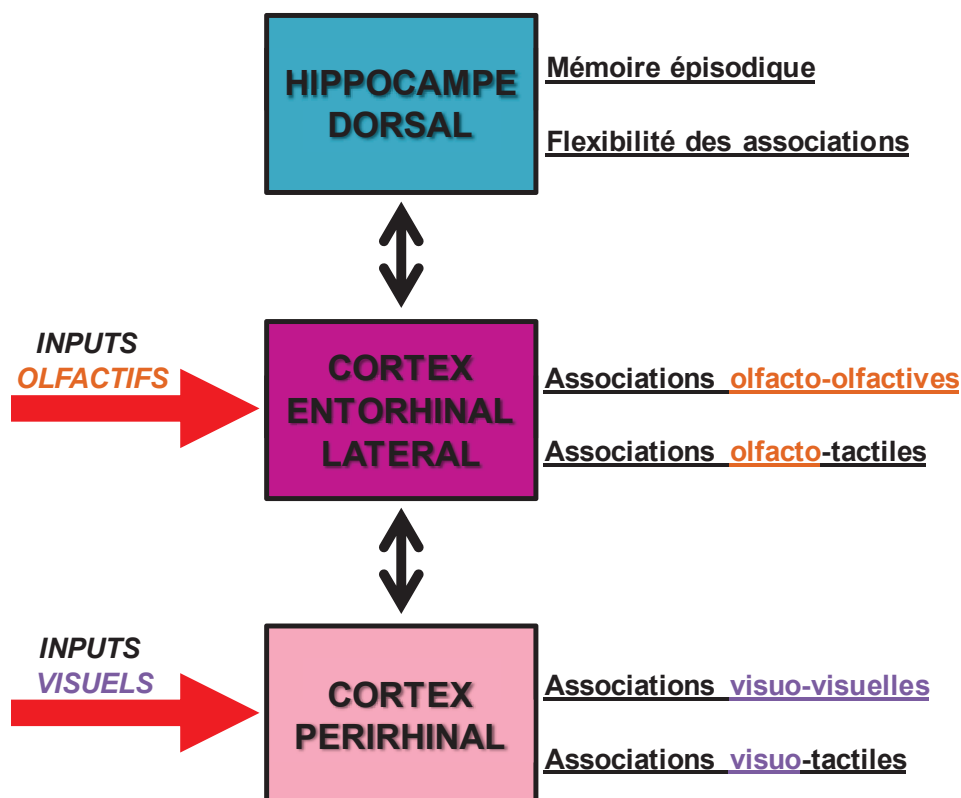 HIPPOCAMPE
DORSAL
Mémoire épisodique
Flexibilité des associations
INPUTS
OLFACTIFS
CORTEX
ENTORHINAL
LATERAL
Associations olfacto-olfactives
Associations olfacto-tactiles
INPUTS
VISUELS
CORTEX
PERIRHINAL
Associations visuo-visuelles
Associations visuo-tactiles